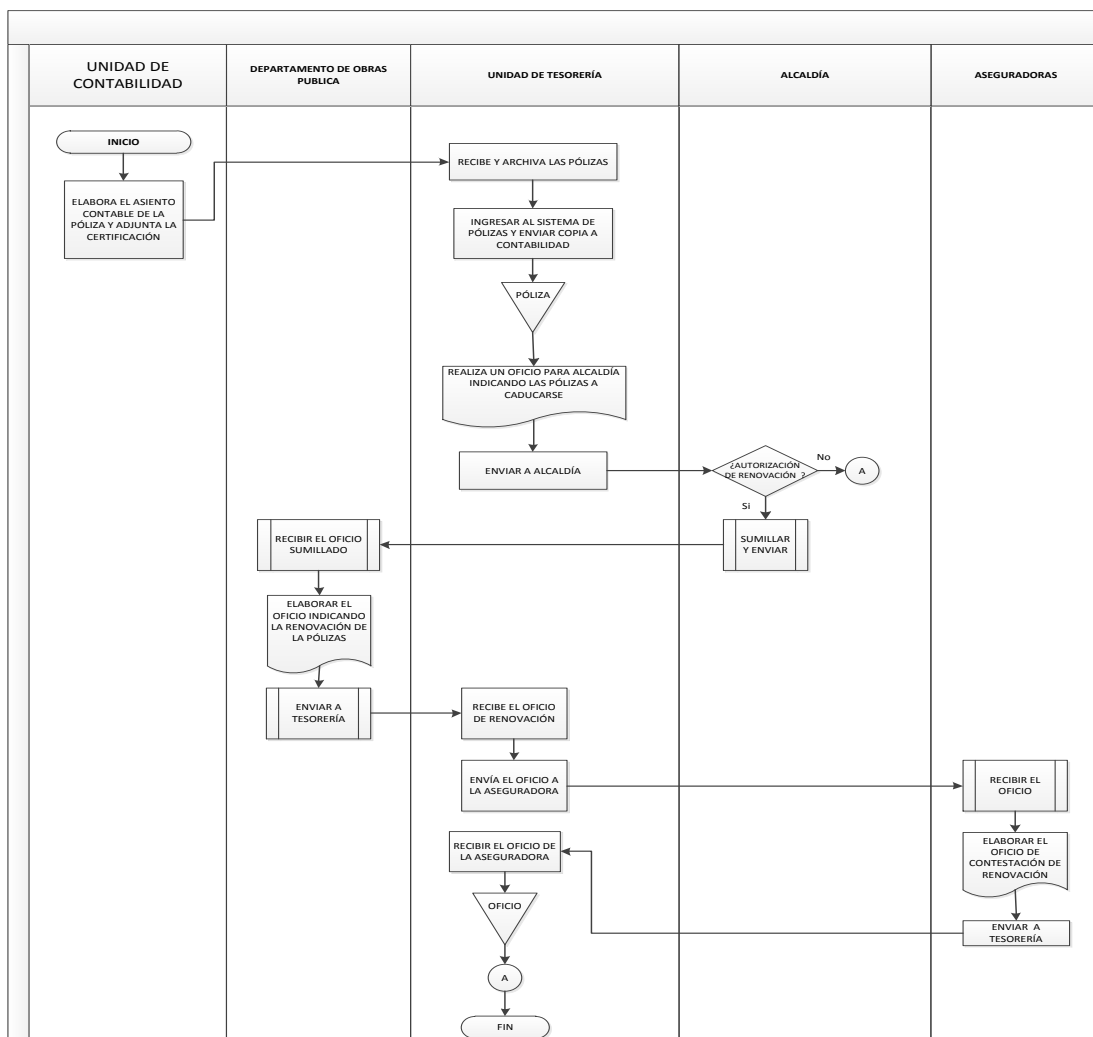 UNIDAD DE
CONTABILIDAD
DEPARTAMENTO DE OBRAS
PUBLICA
UNIDAD DE TESORERÍA
ALCALDÍA
ASEGURADORAS
INICIO
ELABORA EL ASIENTO
CONTABLE DE LA
PÓLIZA Y ADJUNTA LA
CERTIFICACIÓN
RECIBE Y ARCHIVA LAS PÓLIZAS
INGRESAR AL SISTEMA DE
PÓLIZAS Y ENVIAR COPIA A
CONTABILIDAD
PÓLIZA
REALIZA UN OFICIO PARA ALCALDÍA
INDICANDO LAS PÓLIZAS A
CADUCARSE
ENVIAR A ALCALDÍA
¿AUTORIZACIÓN
DE RENOVACIÓN ?
No
A
Si
SUMILLAR
Y ENVIAR
RECIBIR EL OFICIO
SUMILLADO
ELABORAR EL
OFICIO INDICANDO
LA RENOVACIÓN DE
LA PÓLIZAS
ENVIAR A
TESORERÍA
RECIBE EL OFICIO
DE RENOVACIÓN
ENVÍA EL OFICIO A
LA ASEGURADORA
RECIBIR EL
OFICIO
ELABORAR EL
OFICIO DE
CONTESTACIÓN DE
RENOVACIÓN
ENVIAR A
TESORERÍA
RECIBIR EL OFICIO DE
LA ASEGURADORA
OFICIO
A
FIN